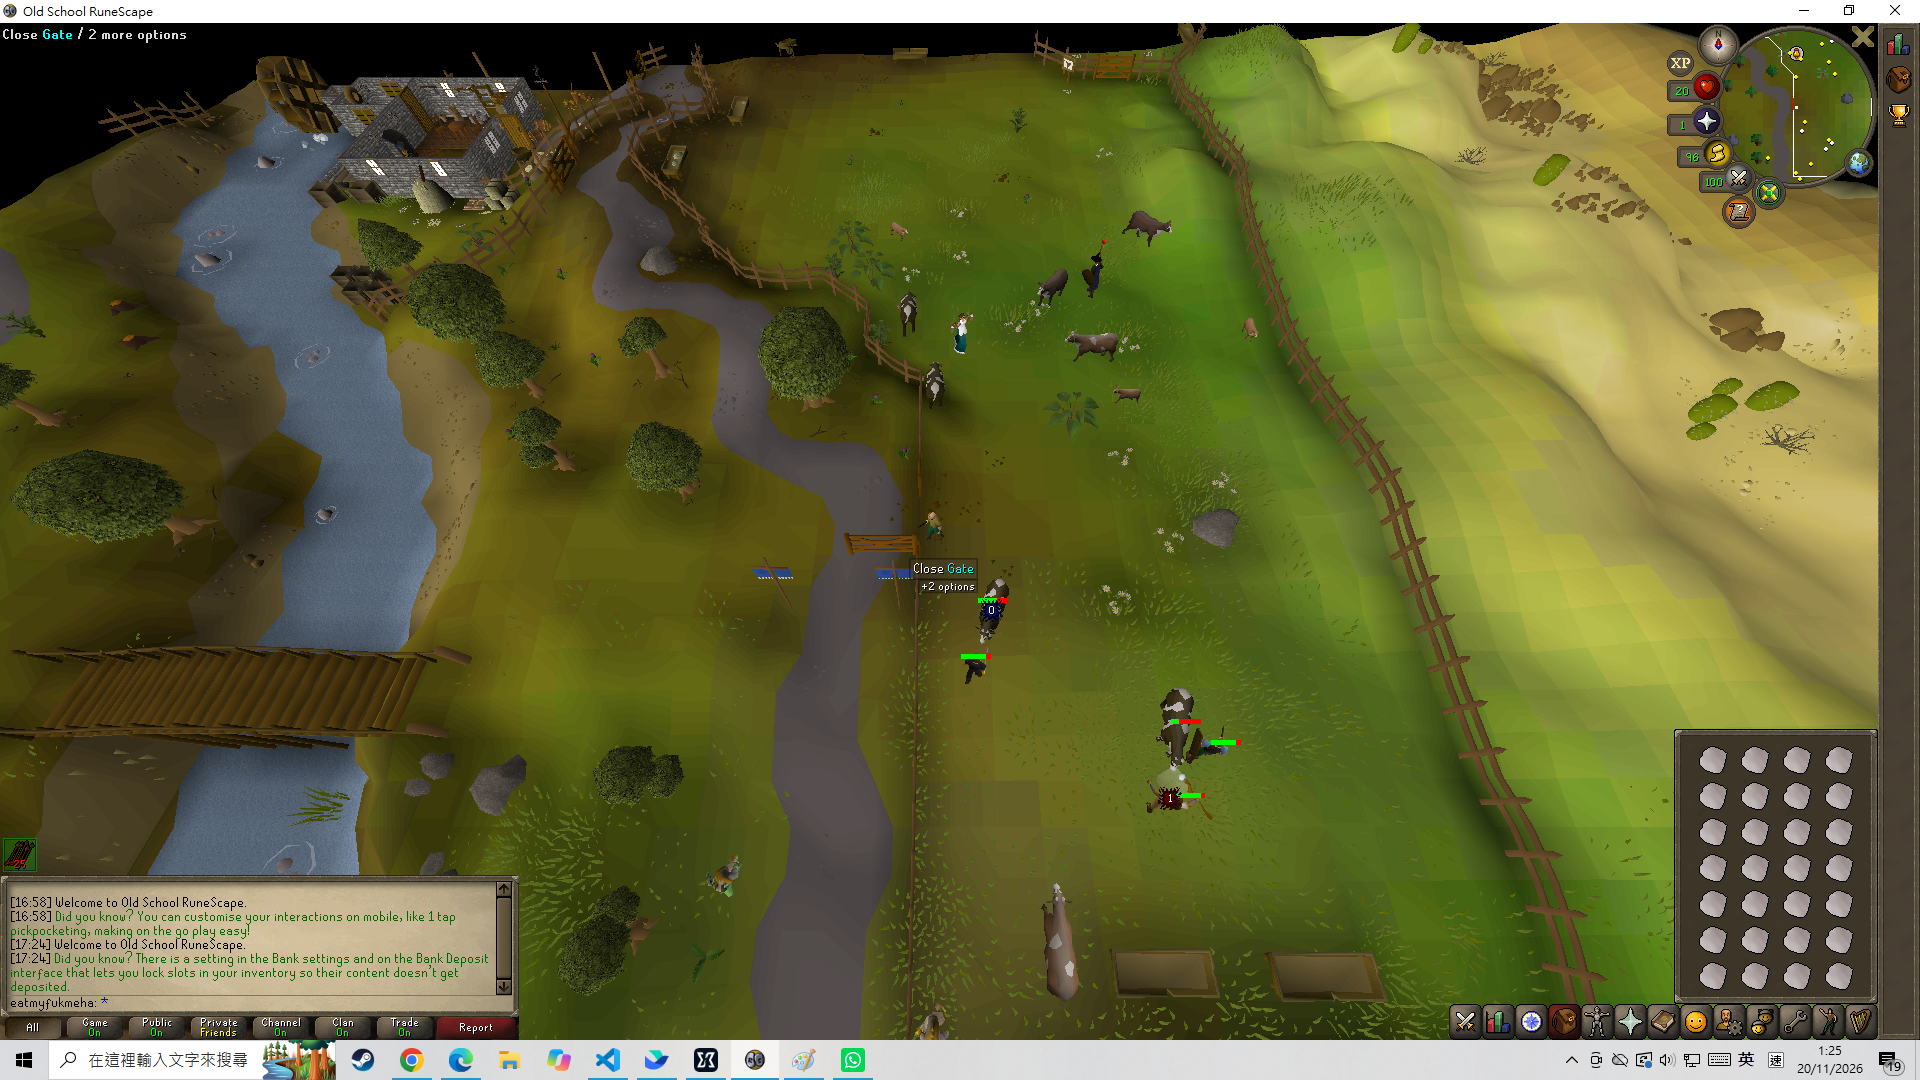 Old School RuneScape
Close Gate / 2 more options
N
XP
20
1
96
100
Close Gate
+2 options
0
1
25
[16:58] Welcome to Old School RuneScape.
[16:58] Did you know? You can customise your interactions on mobile, like 1 tap
pickpocketing, making on the go play easy!
[17:24] Welcome to Old School RuneScape.
[17:24] Did you know? There is a setting in the Bank settings and on the Bank Deposit
interface that lets you lock slots in your inventory so their content doesn't get
deposited.
eatmyfukmeha: *
All
Game
On
Public
On
Private
Friends
Channel
On
Clan
On
Trade
On
Report
在這裡輸入文字來搜尋
英
速
1:25
20/11/2026
19